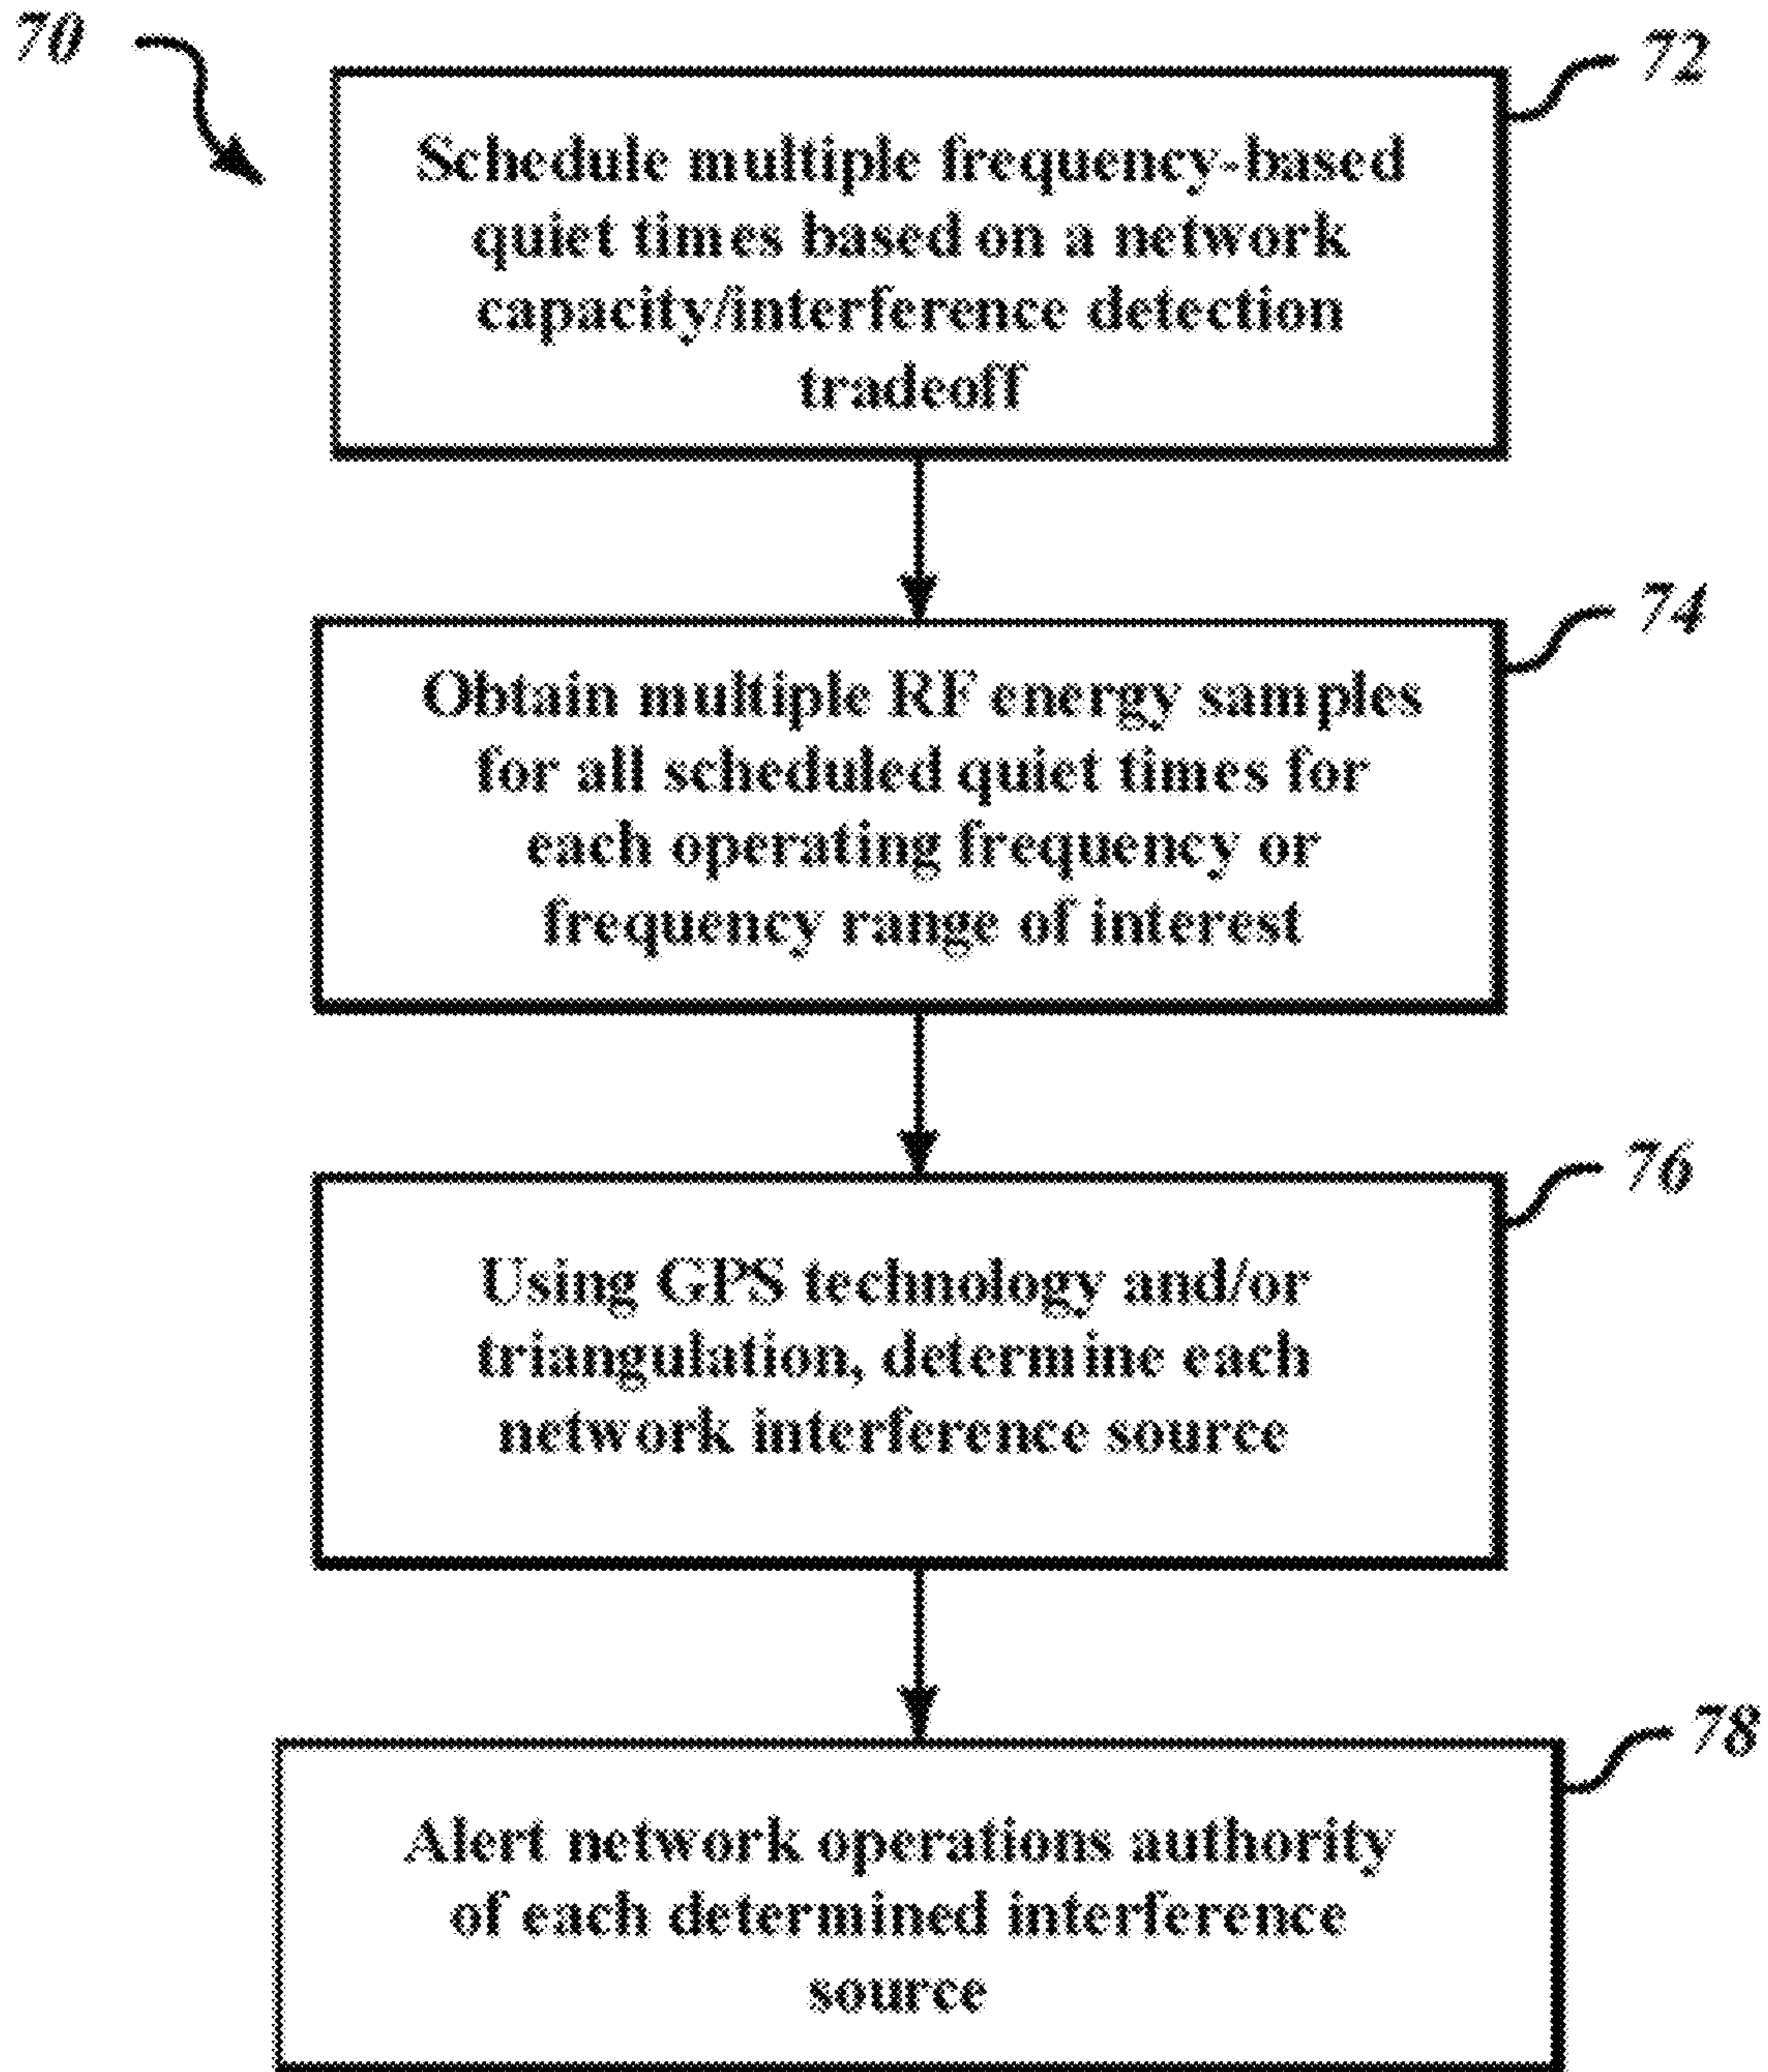 70
72
Schedule multiple frequency-based
quiet times based on a network
capacity/interference detection
tradeoff
74
Obtain multiple RF energy samples
for all scheduled quiet times for
each operating frequency or
frequency range of interest
76
Using GPS technology and/or
triangulation, determine each
network interference source
78
Alert network operations authority
of each determined interference
source